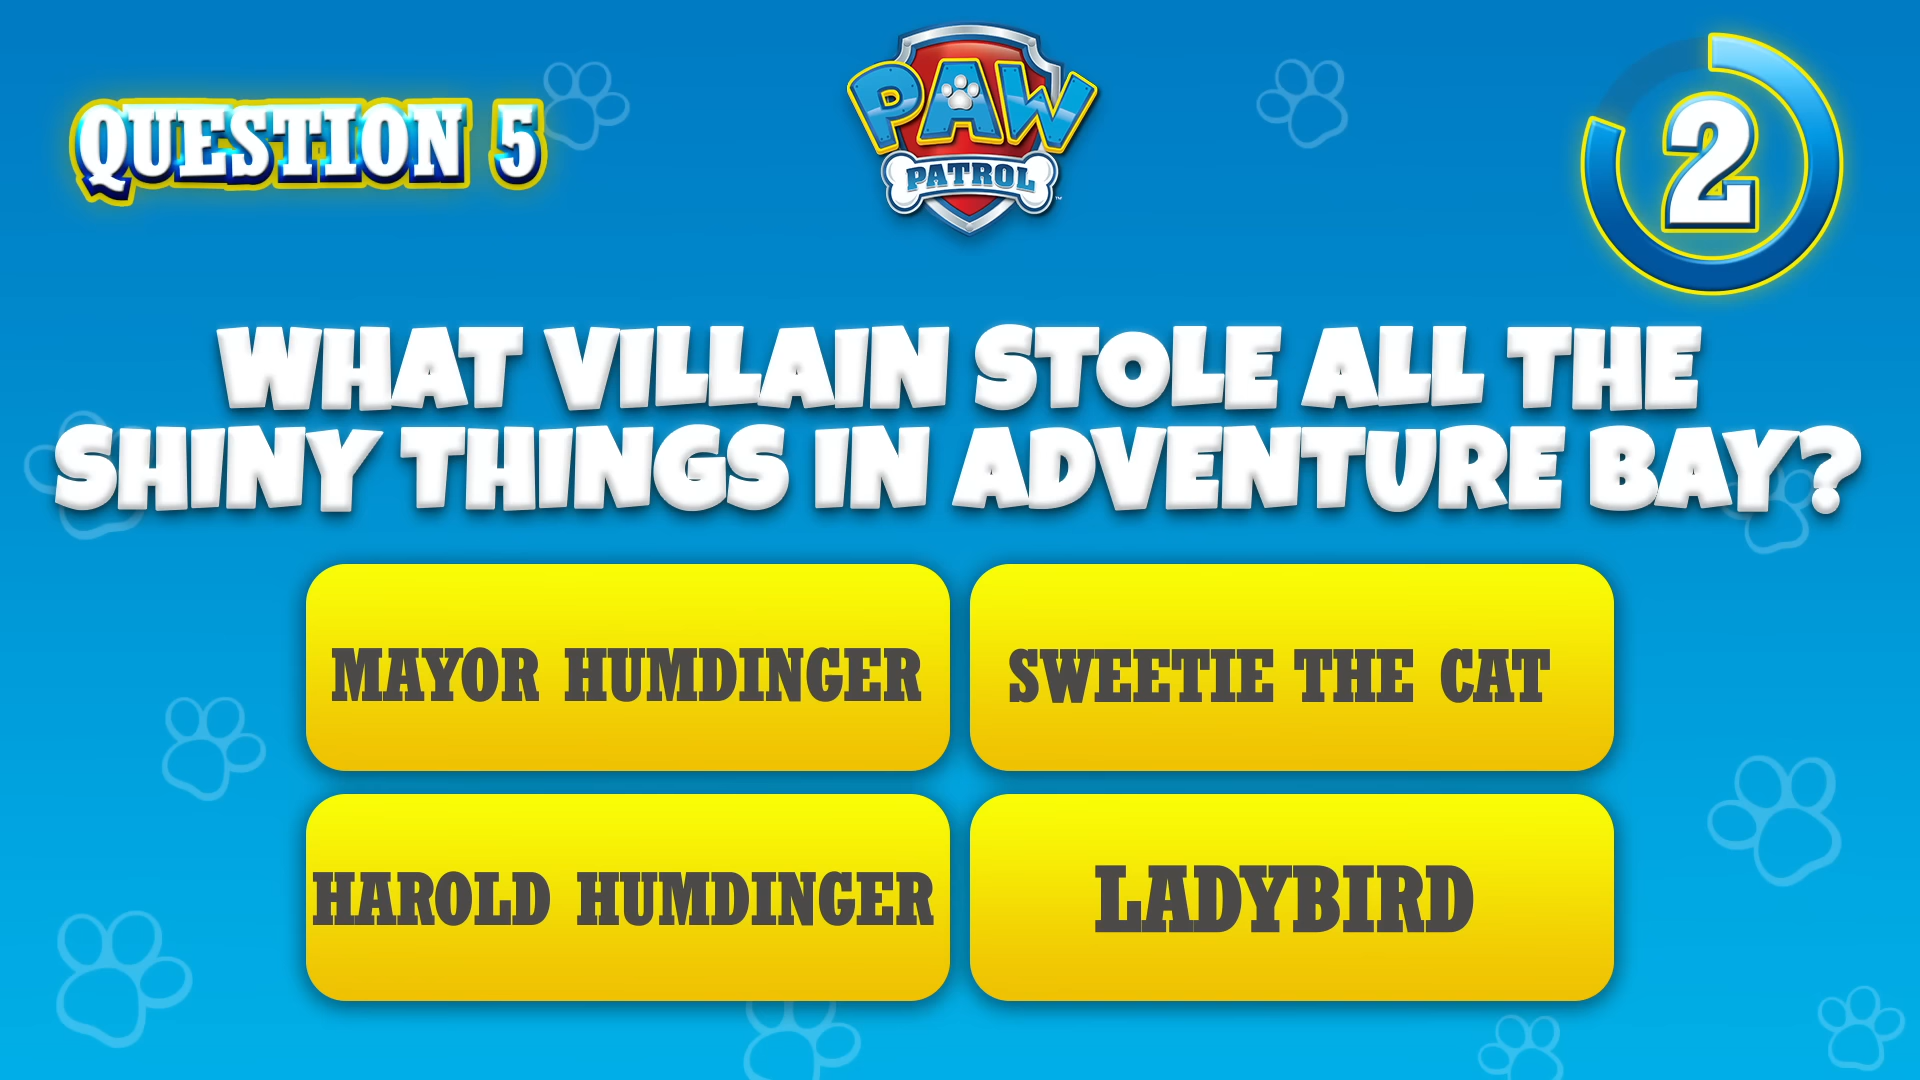 QUESTION 5
PAW
PATROL
2
WHAT VILLAIN STOLE ALL THE
SHINY THINGS IN ADVENTURE BAY?
MAYOR HUMDINGER
SWEETIE THE CAT
HAROLD HUMDINGER
LADYBIRD